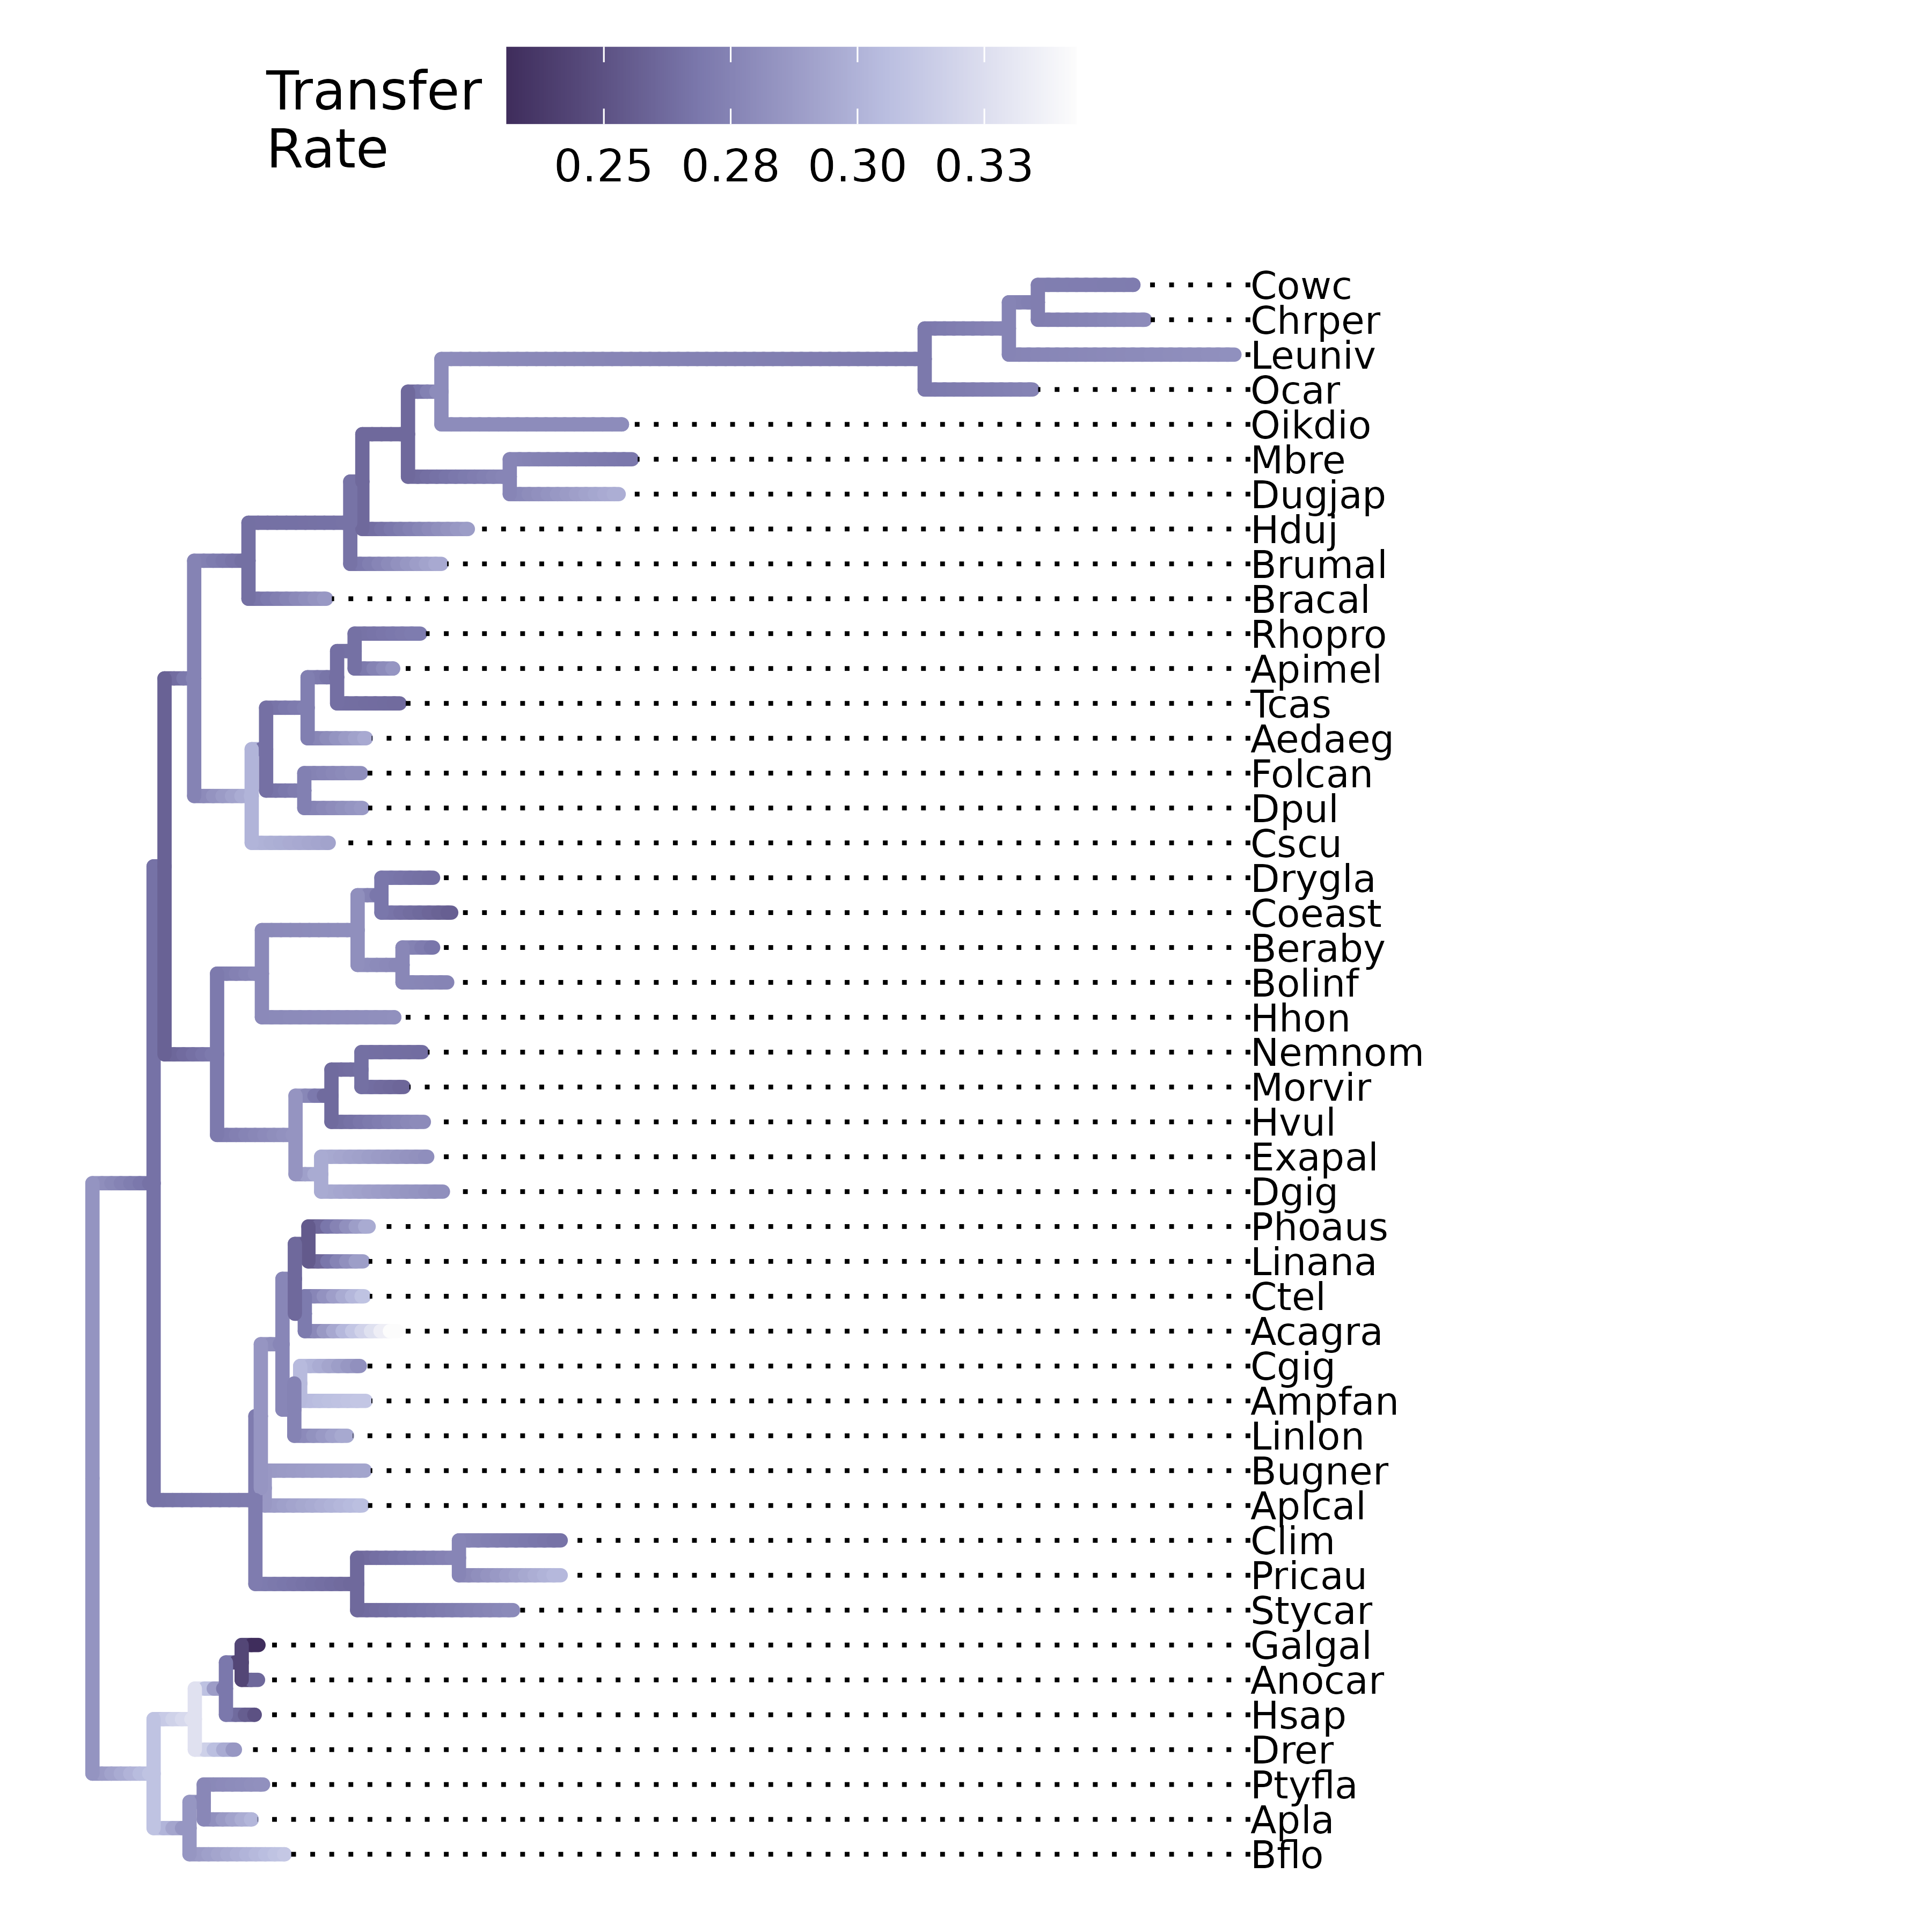 Transfer
Rate
0.25 0.28 0.30 0.33
Cowc
Chrper
Leuniv
Ocar
Oikdio
Mbre
Dugjap
Hduj
Brumal
Bracal
Rhopro
Apimel
Tcas
Aedaeg
Folcan
Dpul
Cscu
Drygla
Coeast
Beraby
Bolinf
Hhon
Nemnom
Morvir
Hvul
Exapal
Dgig
Phoaus
Linana
Ctel
Acagra
Cgig
Ampfan
Linlon
Bugner
Aplcal
Clim
Pricau
Stycar
Galgal
Anocar
Hsap
Drer
Ptyfla
Apla
Bflo